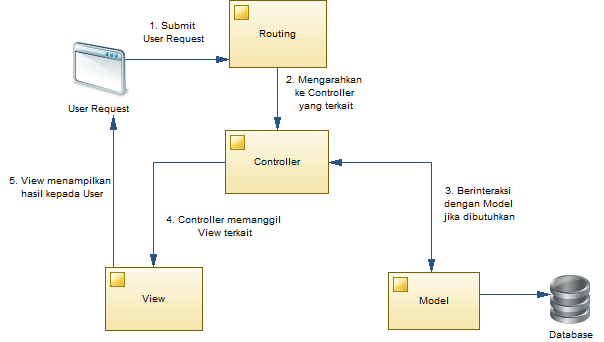 1. Submit
User Request
Routing
User Request
2. Mengarahkan
ke Controller
yang terkait
Controller
5. View menampilkan
hasil kepada User
3. Berinteraksi
dengan Model
jika dibutuhkan
4. Controller memanggil
View terkait
View
Model
Database